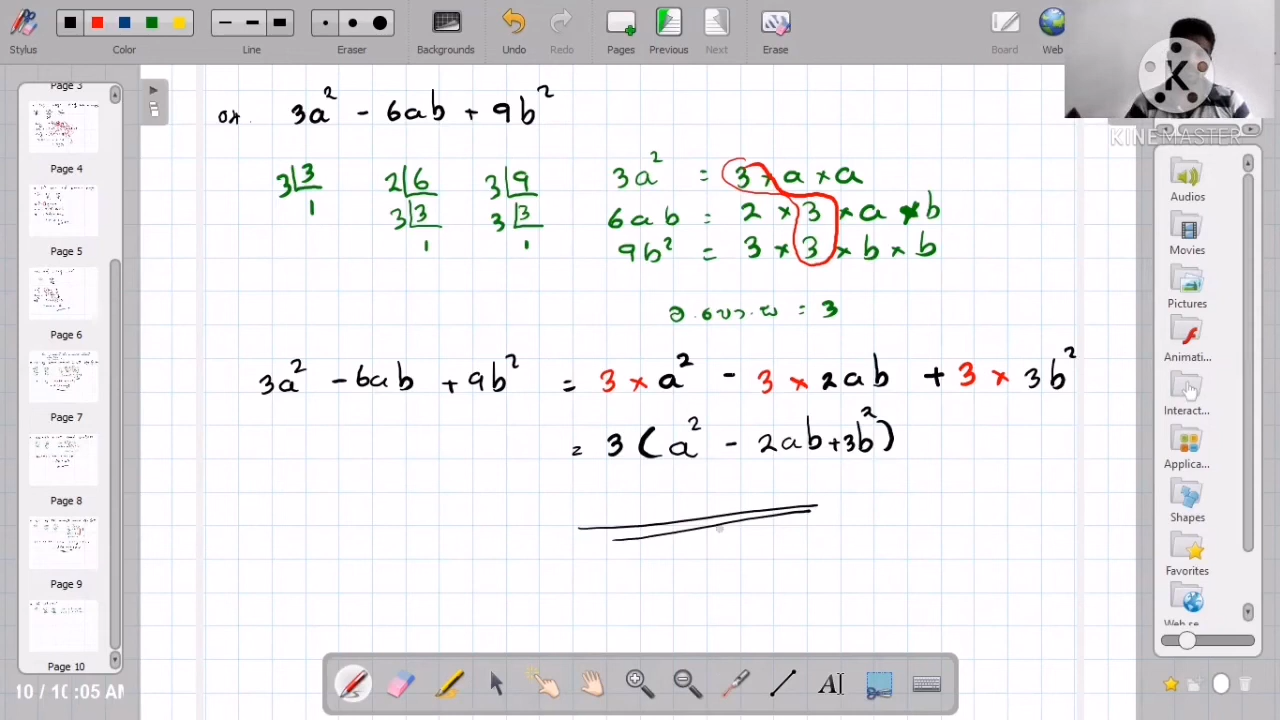 Stylus Color Line Eraser Backgrounds Undo Redo Pages Previous Next Erase Board Web
K
KINEMASTER
Page 3
Page 4
Page 5
Page 6
Page 7
Page 8
Page 9
Page 10
10 / 10
:05 AM
3a² - 6ab + 9b²
3|3
1
2|6
3|3
1
3|9
3|3
1
3a² = 3 × a × a
6ab = 2 × 3 × a × b
9b² = 3 × 3 × b × b
= 3
3a² - 6ab + 9b² = 3 × a² - 3 × 2ab + 3 × 3b²
= 3 (a² - 2ab + 3b²)
Audios
Movies
Pictures
Animati...
Interact...
Applica...
Shapes
Favorites
Web se...
AI